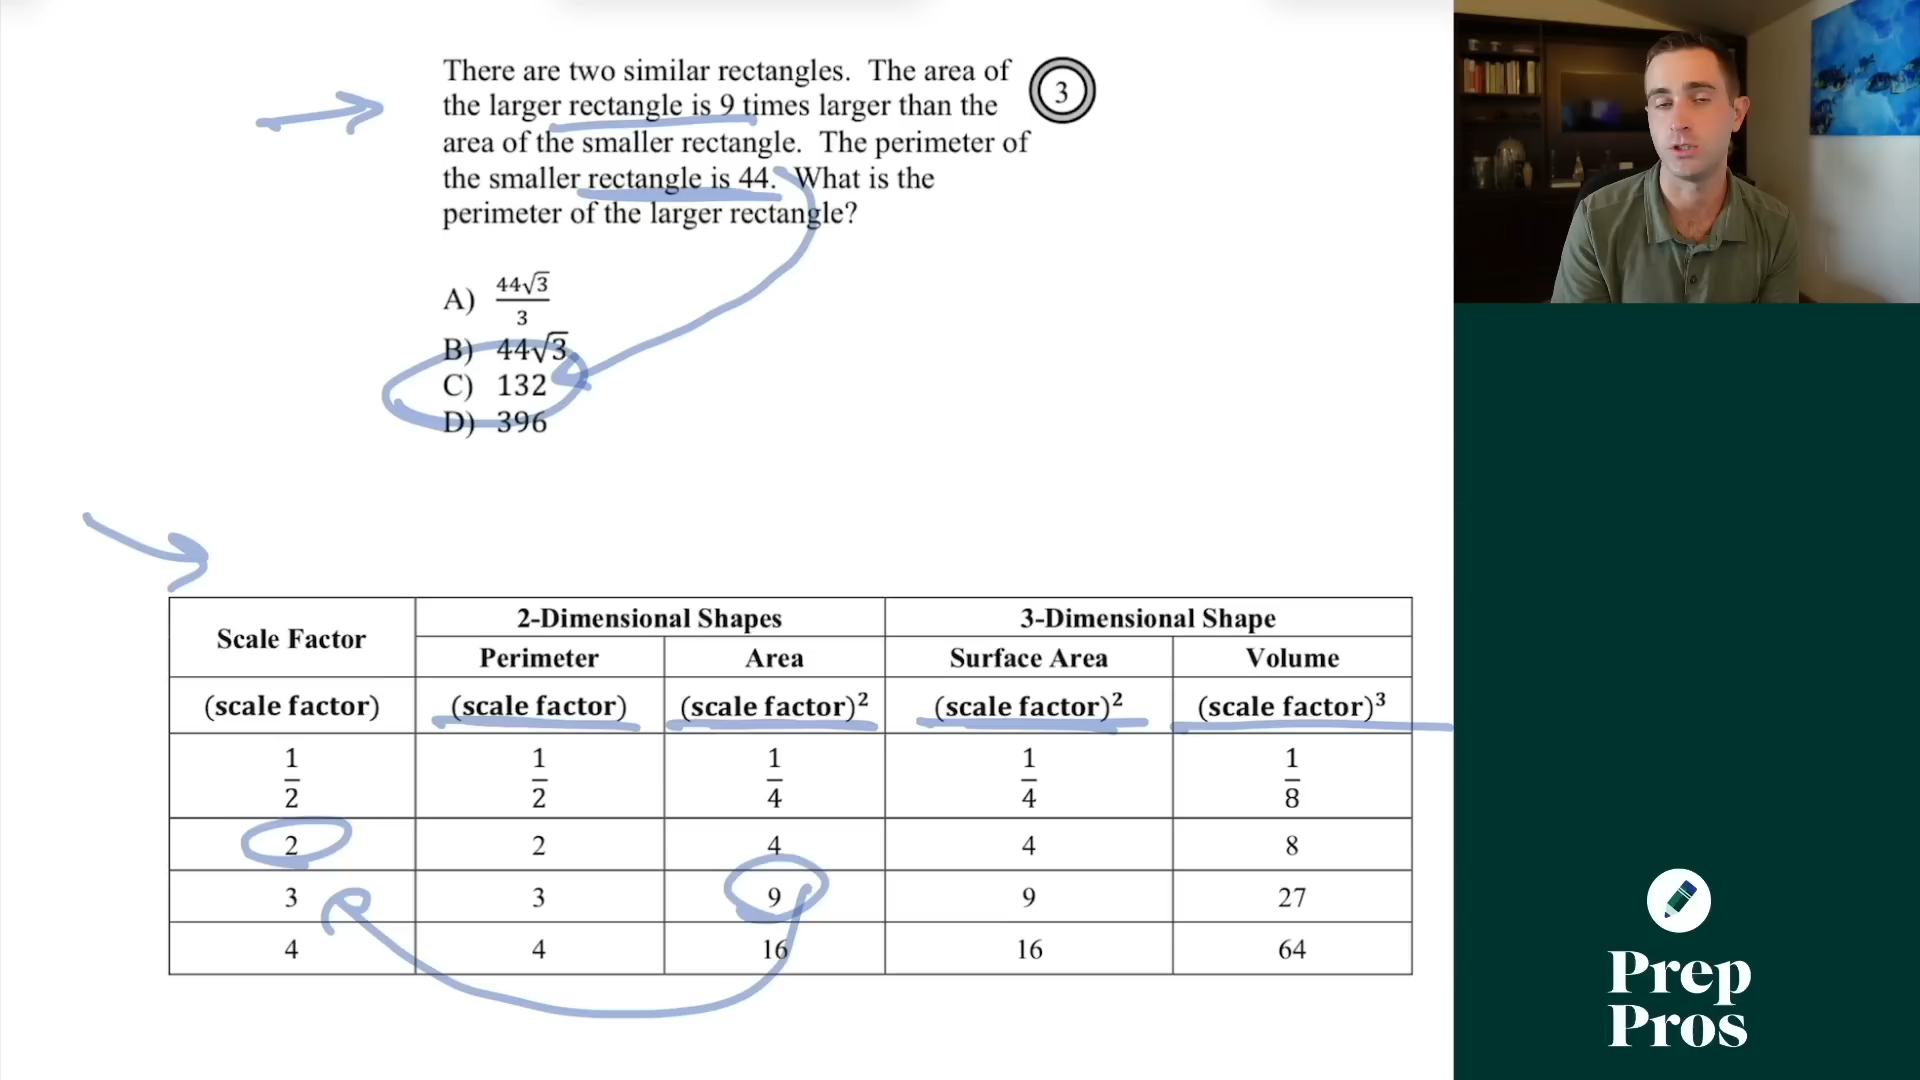 There are two similar rectangles. The area of
the larger rectangle is 9 times larger than the
area of the smaller rectangle. The perimeter of
the smaller rectangle is 44. What is the
perimeter of the larger rectangle?
3
A) 44√3/3
B) 44√3
C) 132
D) 396
Scale Factor 2-Dimensional Shapes 3-Dimensional Shape
Perimeter Area Surface Area Volume
(scale factor) (scale factor) (scale factor)² (scale factor)² (scale factor)³
1/2 1/2 1/4 1/4 1/8
2 2 4 4 8
3 3 9 9 27
4 4 16 16 64
Prep
Pros